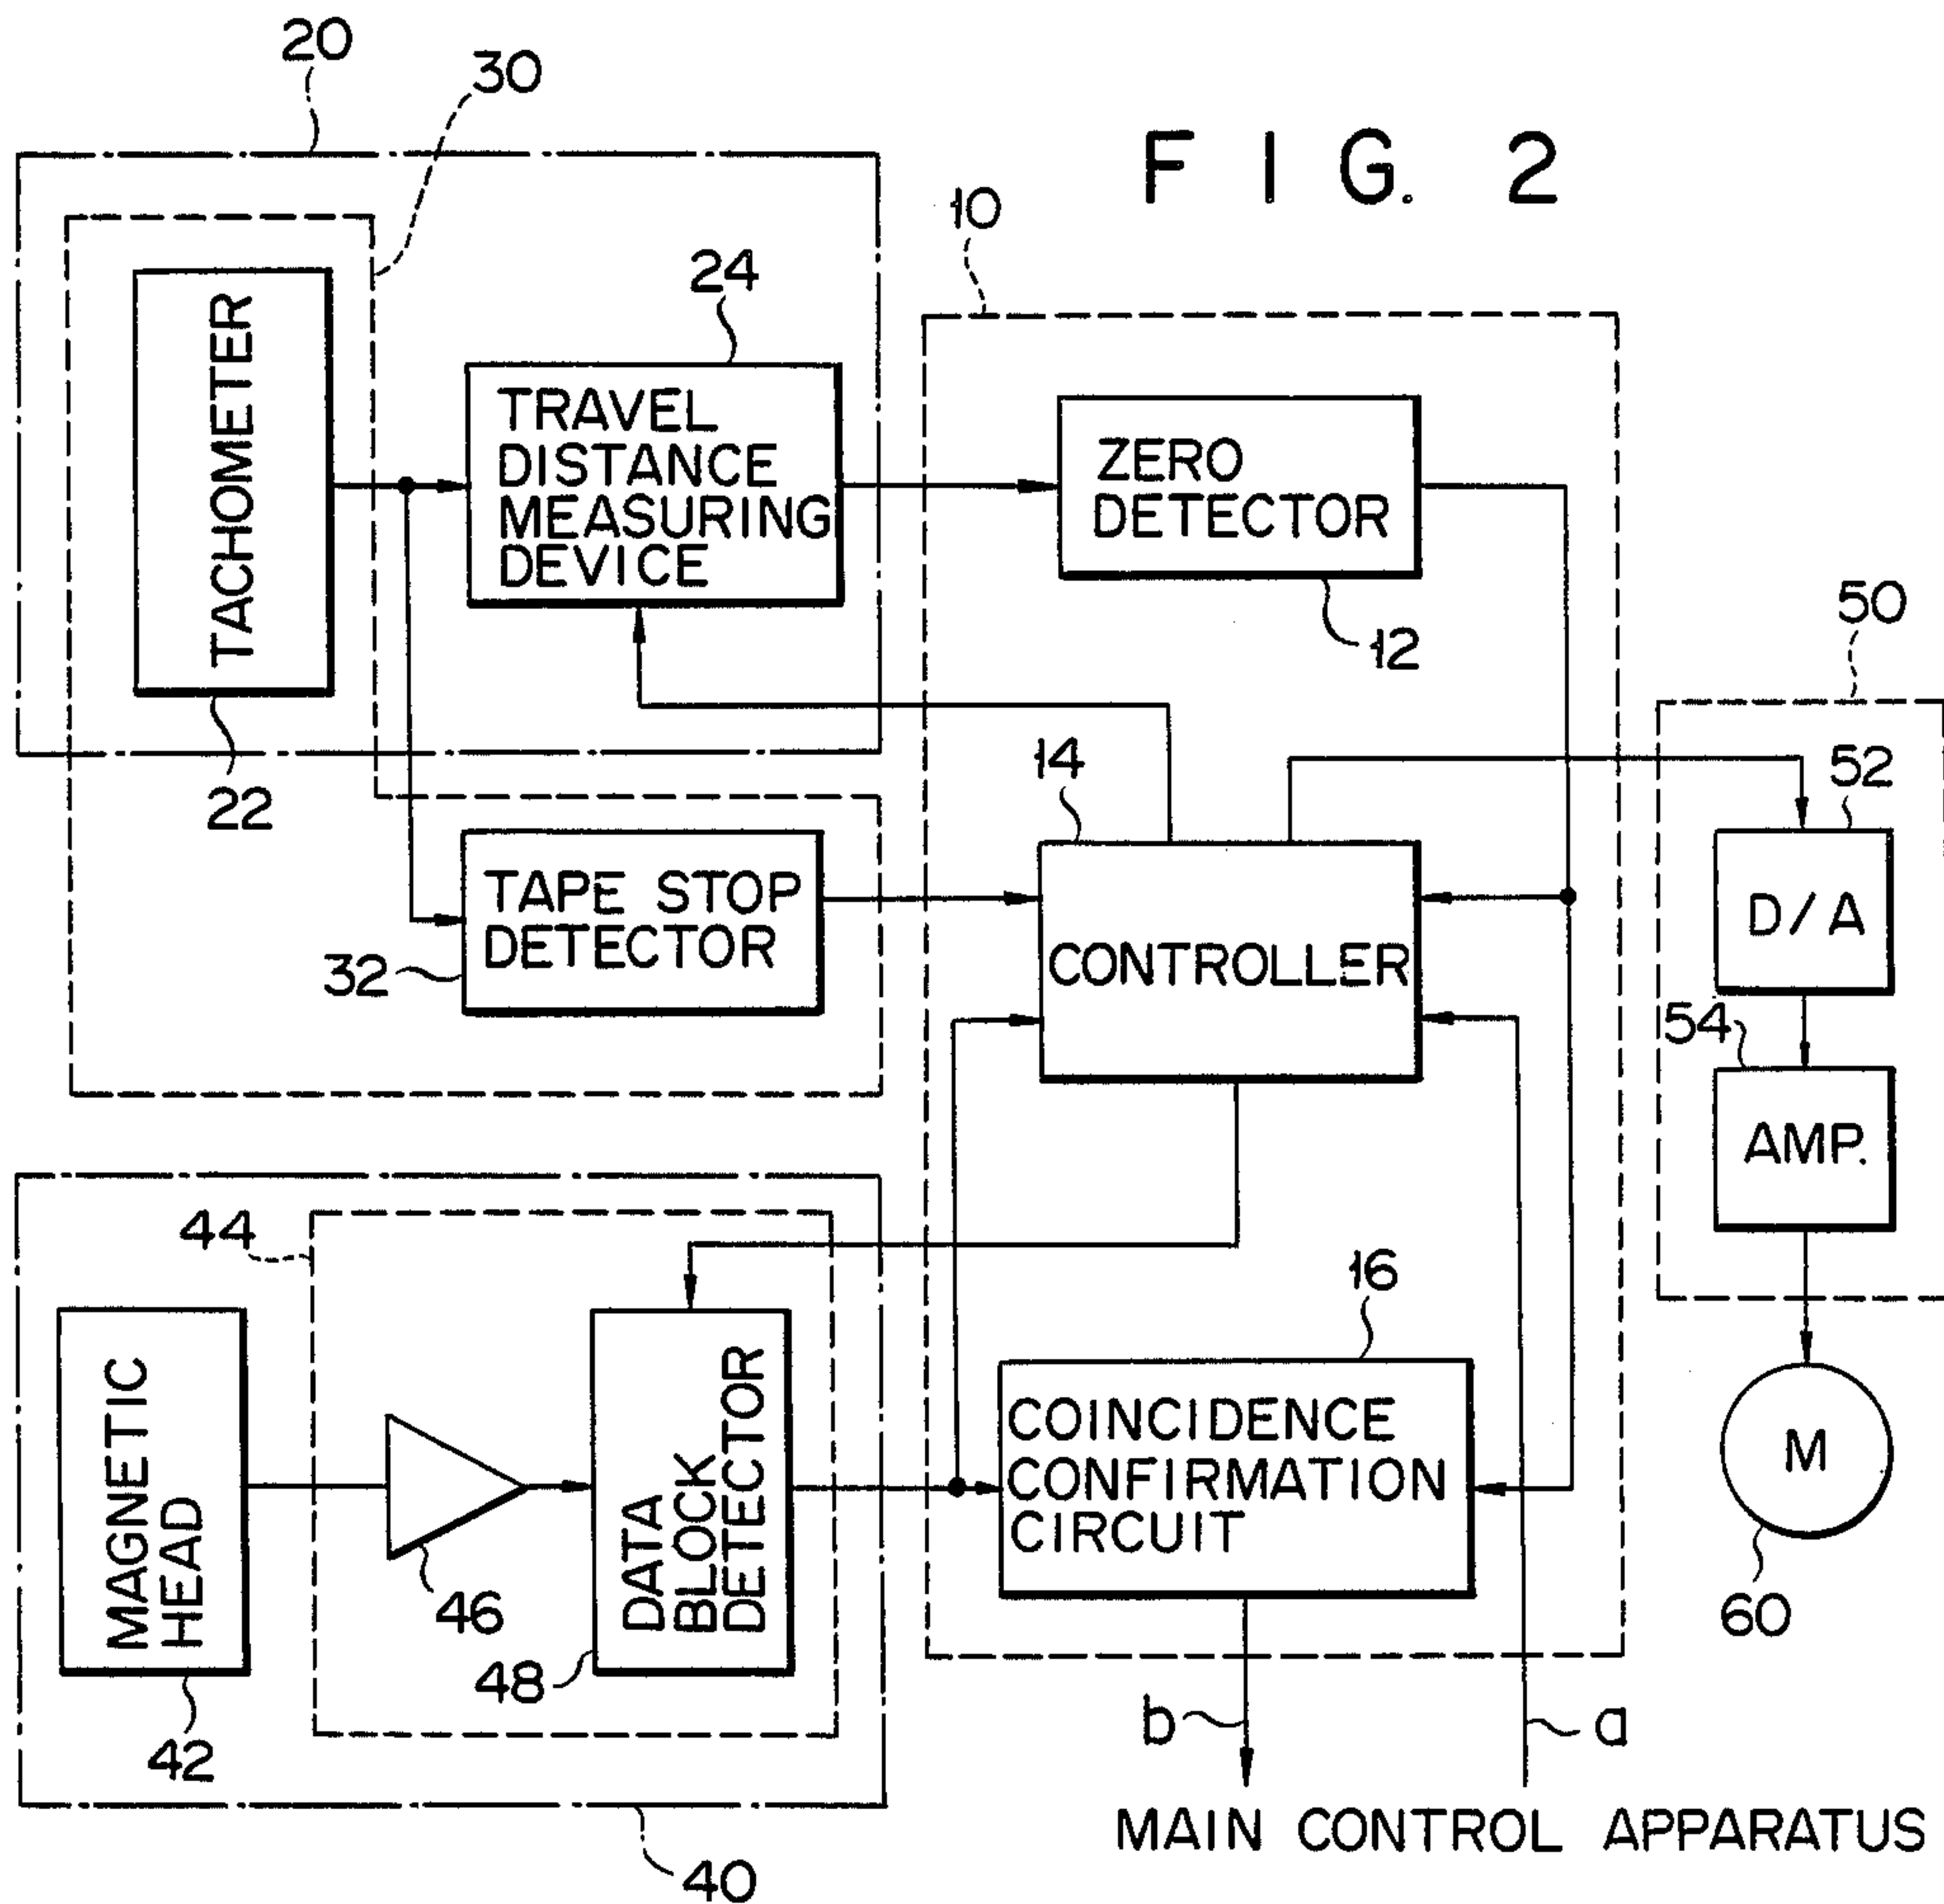 20
30
F I G. 2
10
24
TACHOMETER
TRAVEL
DISTANCE
MEASURING
DEVICE
ZERO
DETECTOR
12
50
22
14
52
TAPE STOP
DETECTOR
32
CONTROLLER
D/A
54
AMP.
44
16
MAGNETIC
HEAD
46
DATA
BLOCK
DETECTOR
48
COINCIDENCE
CONFIRMATION
CIRCUIT
M
60
42
b
a
40
MAIN CONTROL APPARATUS